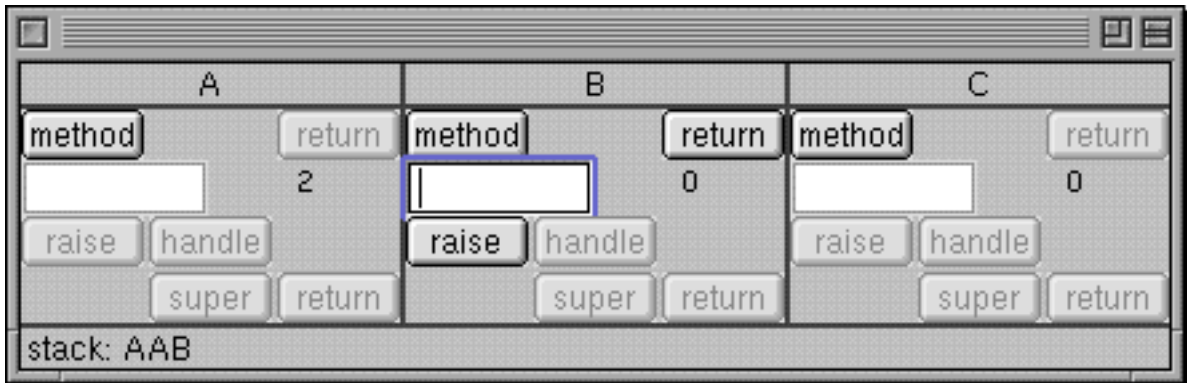 A B C
method return method return method return
2 0 0
raise handle raise handle raise handle
super return super return super return
stack: AAB